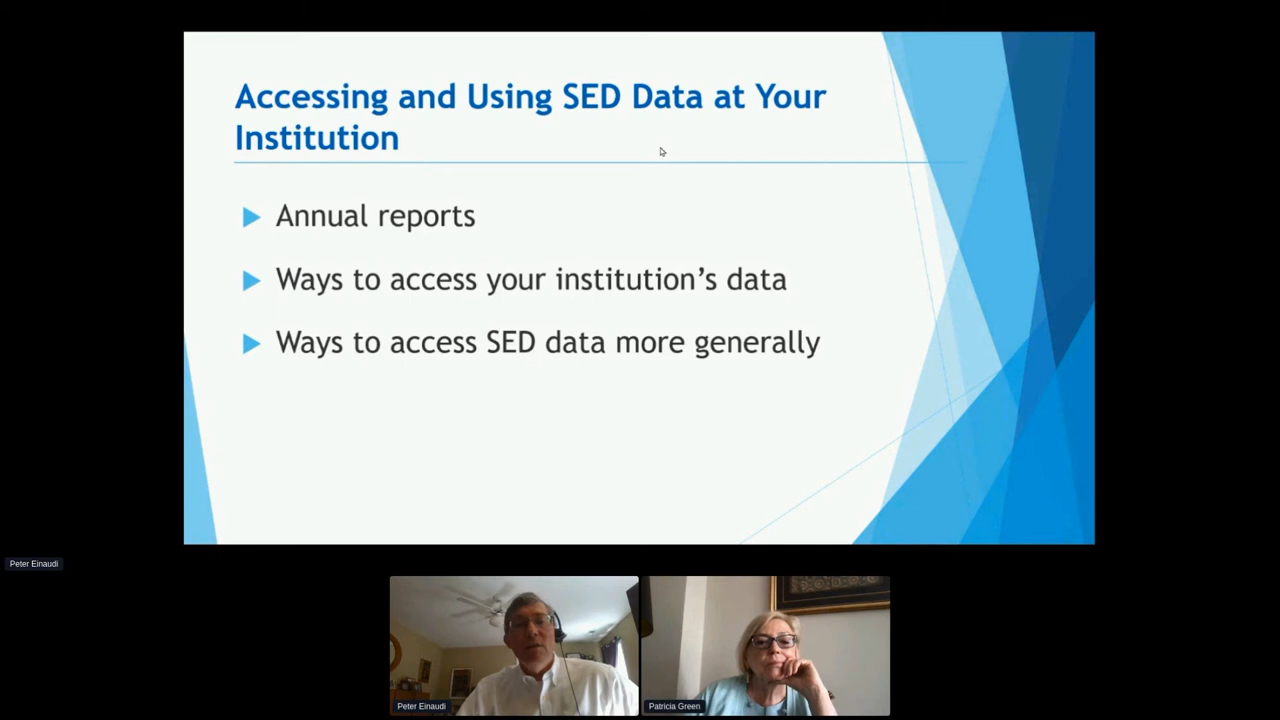 Accessing and Using SED Data at Your
Institution
Annual reports
Ways to access your institution’s data
Ways to access SED data more generally
Peter Einaudi
Peter Einaudi
Patricia Green